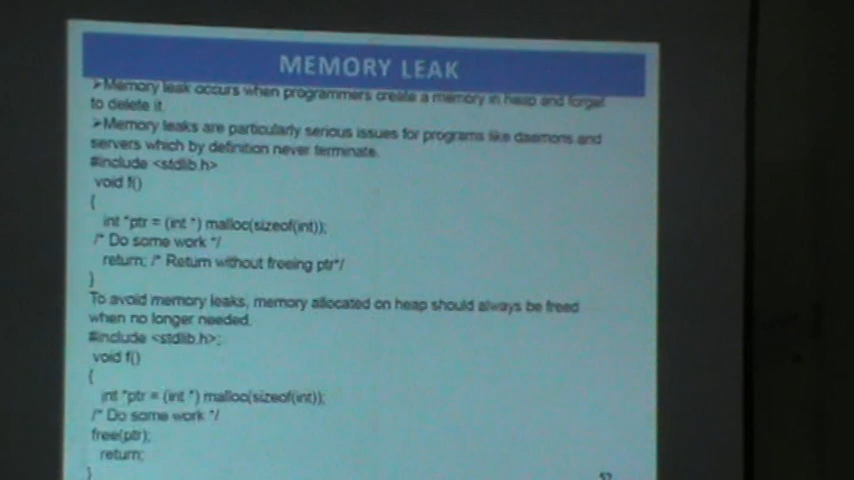 MEMORY LEAK
➤Memory leak occurs when programmers create a memory in heap and forget
to delete it.
➤Memory leaks are particularly serious issues for programs like daemons and
servers which by definition never terminate.
#include <stdlib.h>
void f()
{
int *ptr = (int *) malloc(sizeof(int));
/* Do some work */
return; /* Return without freeing ptr*/
}
To avoid memory leaks, memory allocated on heap should always be freed
when no longer needed.
#include <stdlib.h>;
void f()
{
int *ptr = (int *) malloc(sizeof(int));
/* Do some work */
free(ptr);
return;
}